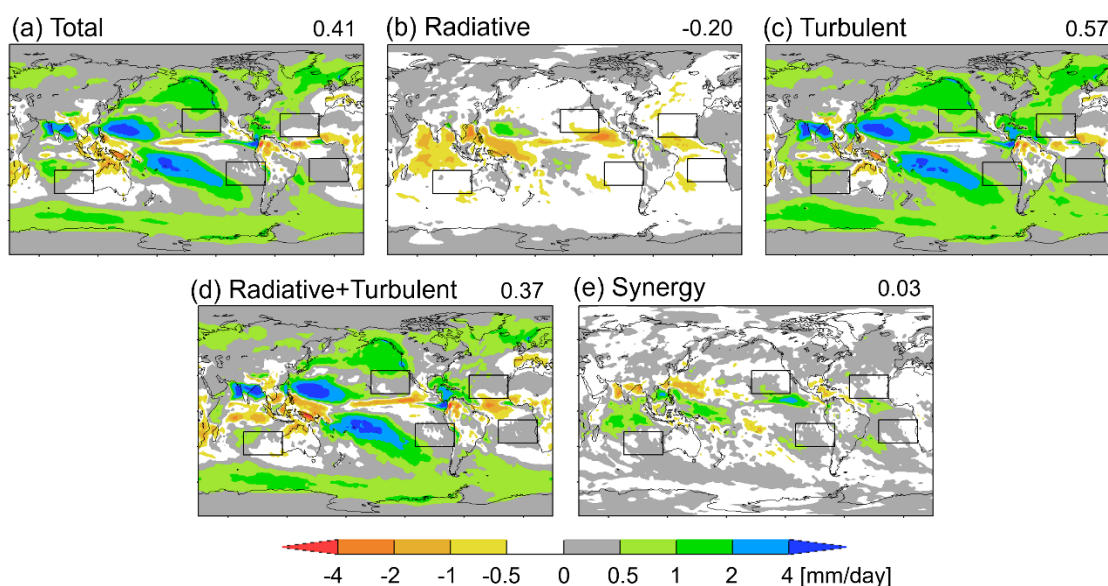 (a) Total 0.41
(b) Radiative -0.20
(c) Turbulent 0.57
(d) Radiative+Turbulent 0.37
(e) Synergy 0.03
-4 -2 -1 -0.5 0 0.5 1 2 4 [mm/day]